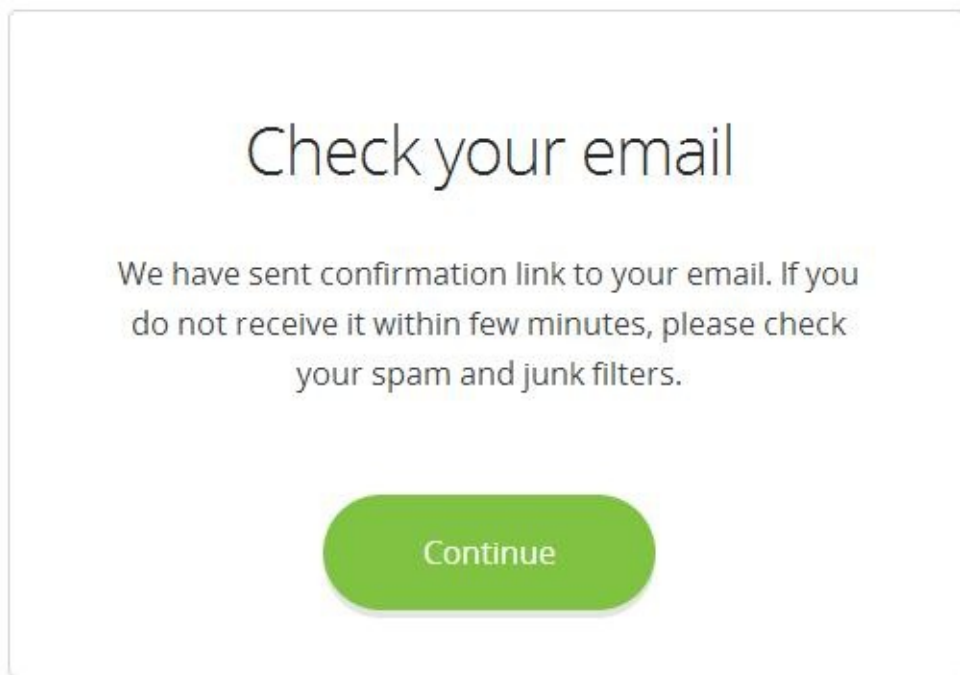 Check your email
We have sent confirmation link to your email. If you
do not receive it within few minutes, please check
your spam and junk filters.
Continue